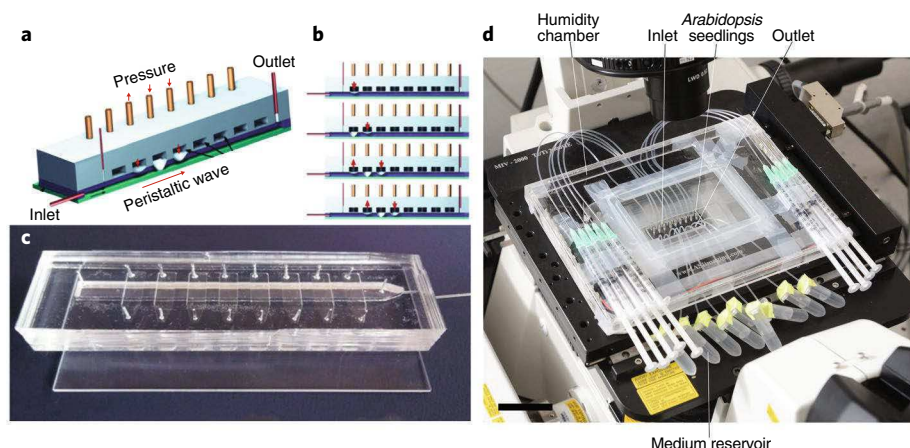 a
Pressure
Outlet
Inlet
Peristaltic wave
b
c
d
Humidity
chamber
Inlet
Arabidopsis
seedlings
Outlet
Medium reservoir